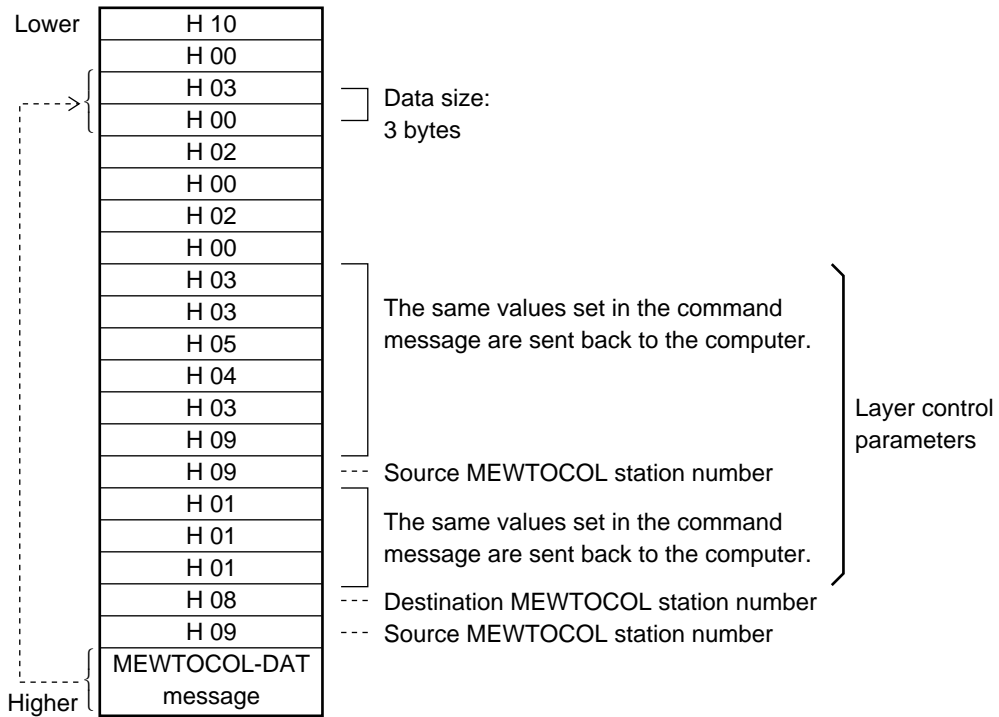 Lower
H 10
H 00
H 03
H 00
Data size:
3 bytes
H 02
H 00
H 02
H 00
H 03
H 03
H 05
H 04
H 03
H 09
The same values set in the command
message are sent back to the computer.
Layer control
parameters
H 09
Source MEWTOCOL station number
H 01
H 01
H 01
The same values set in the command
message are sent back to the computer.
H 08
Destination MEWTOCOL station number
H 09
Source MEWTOCOL station number
MEWTOCOL-DAT
message
Higher